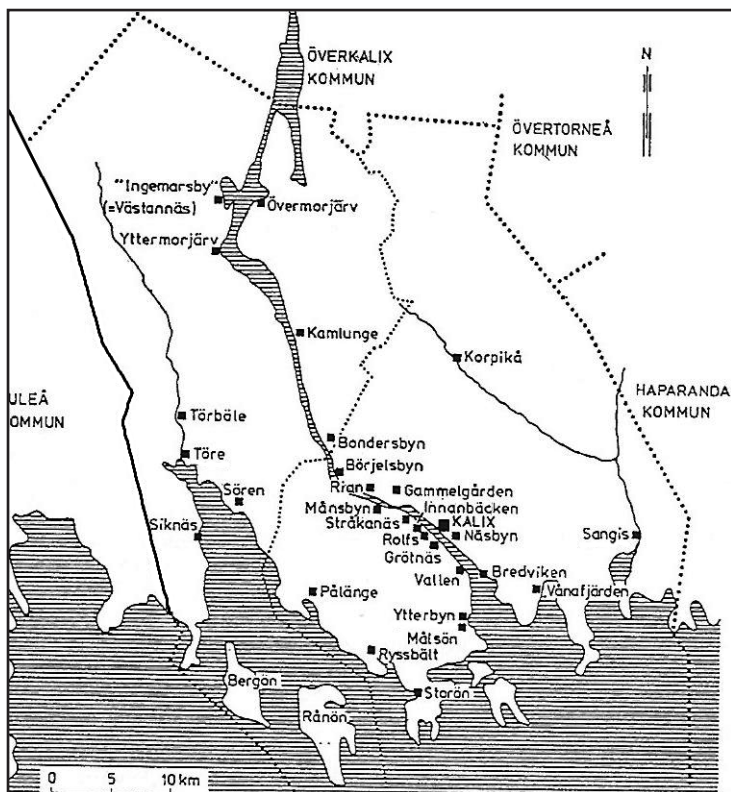 ÖVERKALIX
KOMMUN
N
ÖVERTORNEÅ
KOMMUN
"Ingemarsby"
(=Västannäs)
Övermorjärv
Yttermorjärv
Kamlunge
Korpikå
HAPARANDA
KOMMUN
ULEÅ
OMMUN
Törböle
Töre
Bondersbyn
Börjelsbyn
Sören
Rian
Gammelgården
Månsbyn
Innanbäcken
Stråkanäs
KALIX
Siknäs
Rolfs
Näsbyn
Sangis
Grötnäs
Vallen
Bredviken
Pålänge
Vånafjärden
Ytterbyn
Målsön
Ryssbält
Bergön
Storön
Rånön
0 5 10 km